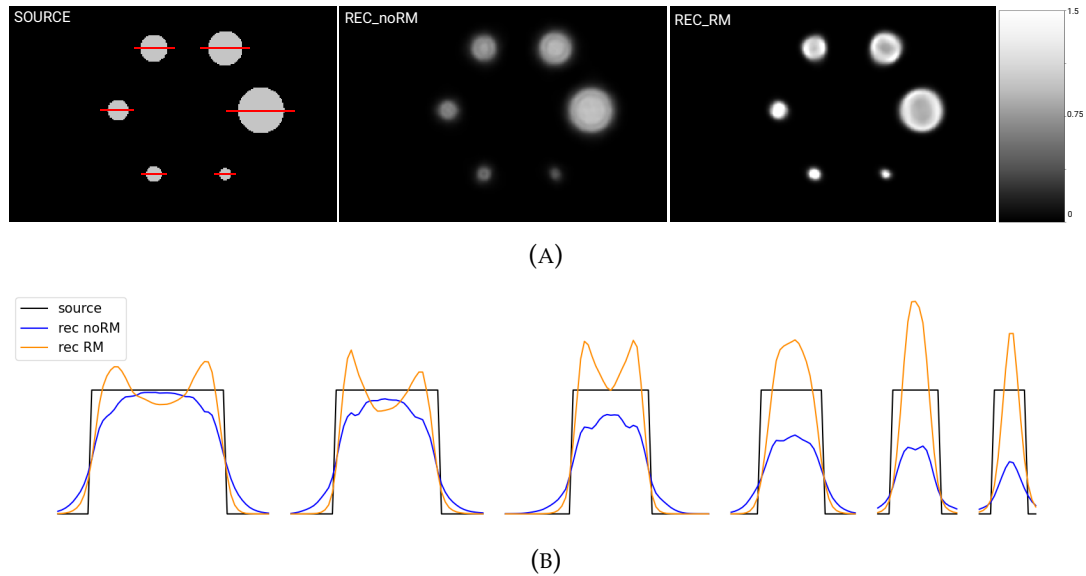 SOURCE
REC_noRM
REC_RM
1.5
0.75
0
(A)
source
rec noRM
rec RM
(B)